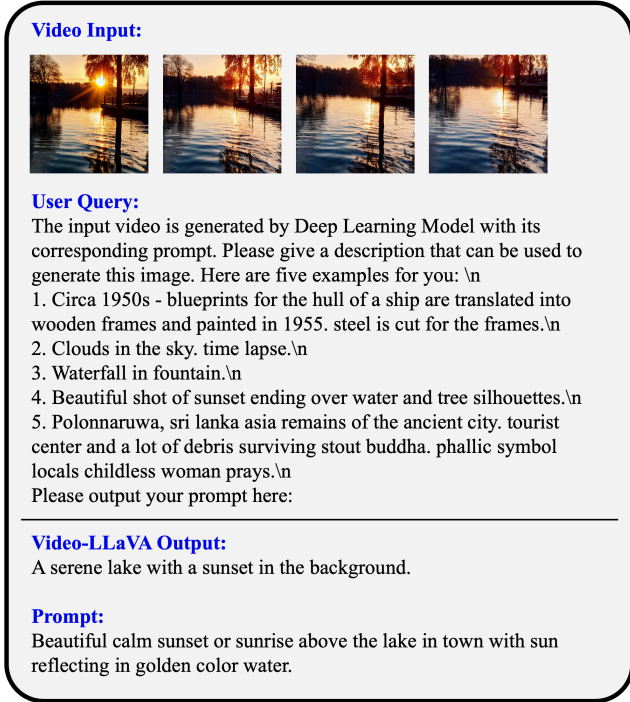 Video Input:
User Query:
The input video is generated by Deep Learning Model with its
corresponding prompt. Please give a description that can be used to
generate this image. Here are five examples for you: \n
1. Circa 1950s - blueprints for the hull of a ship are translated into
wooden frames and painted in 1955. steel is cut for the frames.\n
2. Clouds in the sky. time lapse.\n
3. Waterfall in fountain.\n
4. Beautiful shot of sunset ending over water and tree silhouettes.\n
5. Polonnaruwa, sri lanka asia remains of the ancient city. tourist
center and a lot of debris surviving stout buddha. phallic symbol
locals childless woman prays.\n
Please output your prompt here:
Video-LLaVA Output:
A serene lake with a sunset in the background.
Prompt:
Beautiful calm sunset or sunrise above the lake in town with sun
reflecting in golden color water.